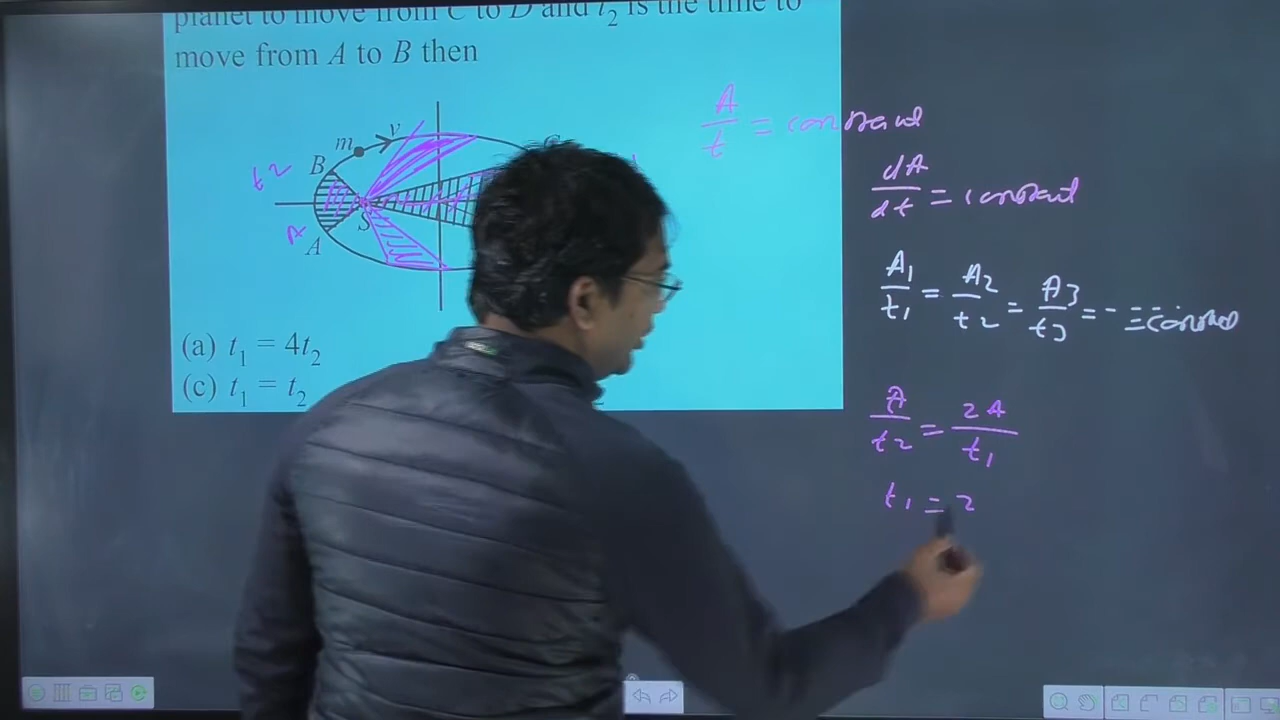 planet to move from C to D and t₂ is the time to
move from A to B then
m
v
B
t2
S
A
A
(a) t₁ = 4t₂
(c) t₁ = t₂
A/t = constant
dA/dt = constant
A₁/t₁ = A₂/t₂ = A3/t3 = - - - = constant
A/t2 = 2A/t₁
t₁ = 2